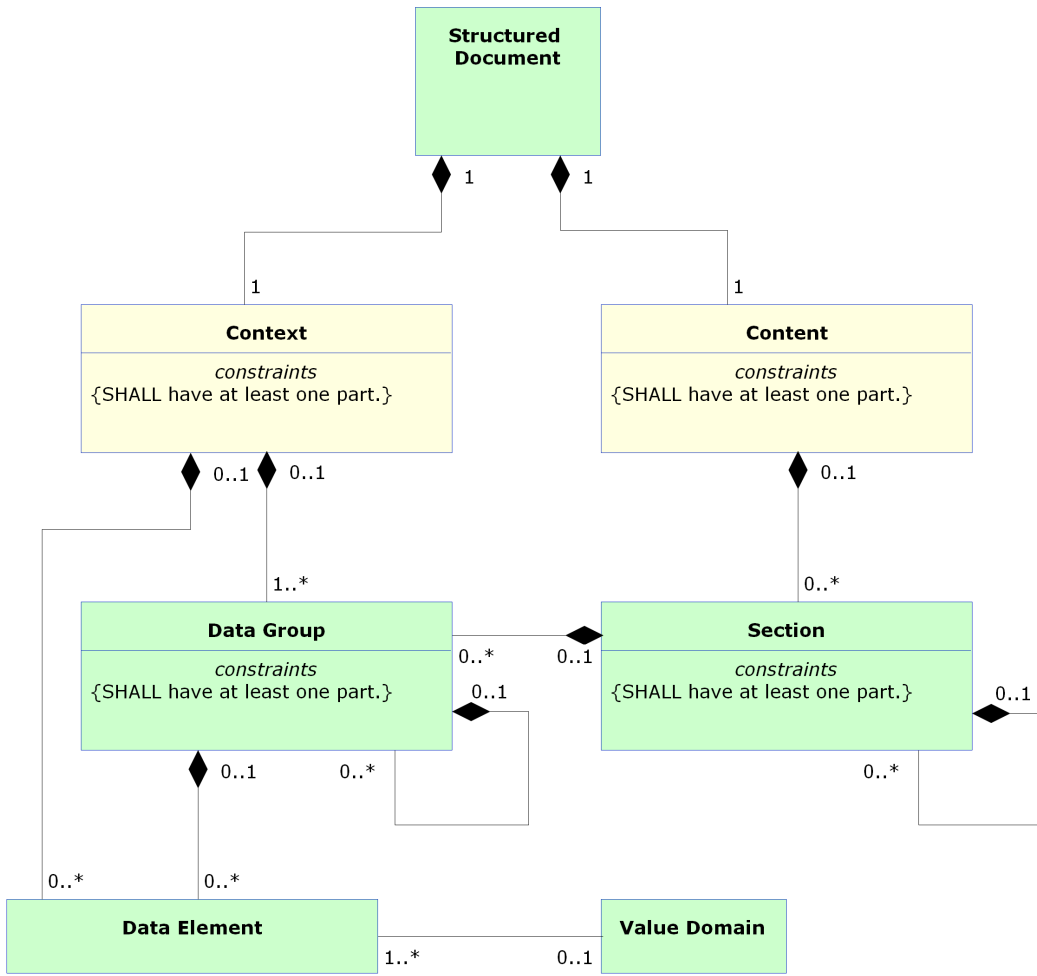 Structured
Document
1
1
1
1
Context
constraints
{SHALL have at least one part.}
Content
constraints
{SHALL have at least one part.}
0..1
0..1
0..1
1..*
0..*
Data Group
constraints
{SHALL have at least one part.}
Section
constraints
{SHALL have at least one part.}
0..*
0..1
0..1
0..1
0..1
0..*
0..*
0..*
0..*
Data Element
Value Domain
1..*
0..1